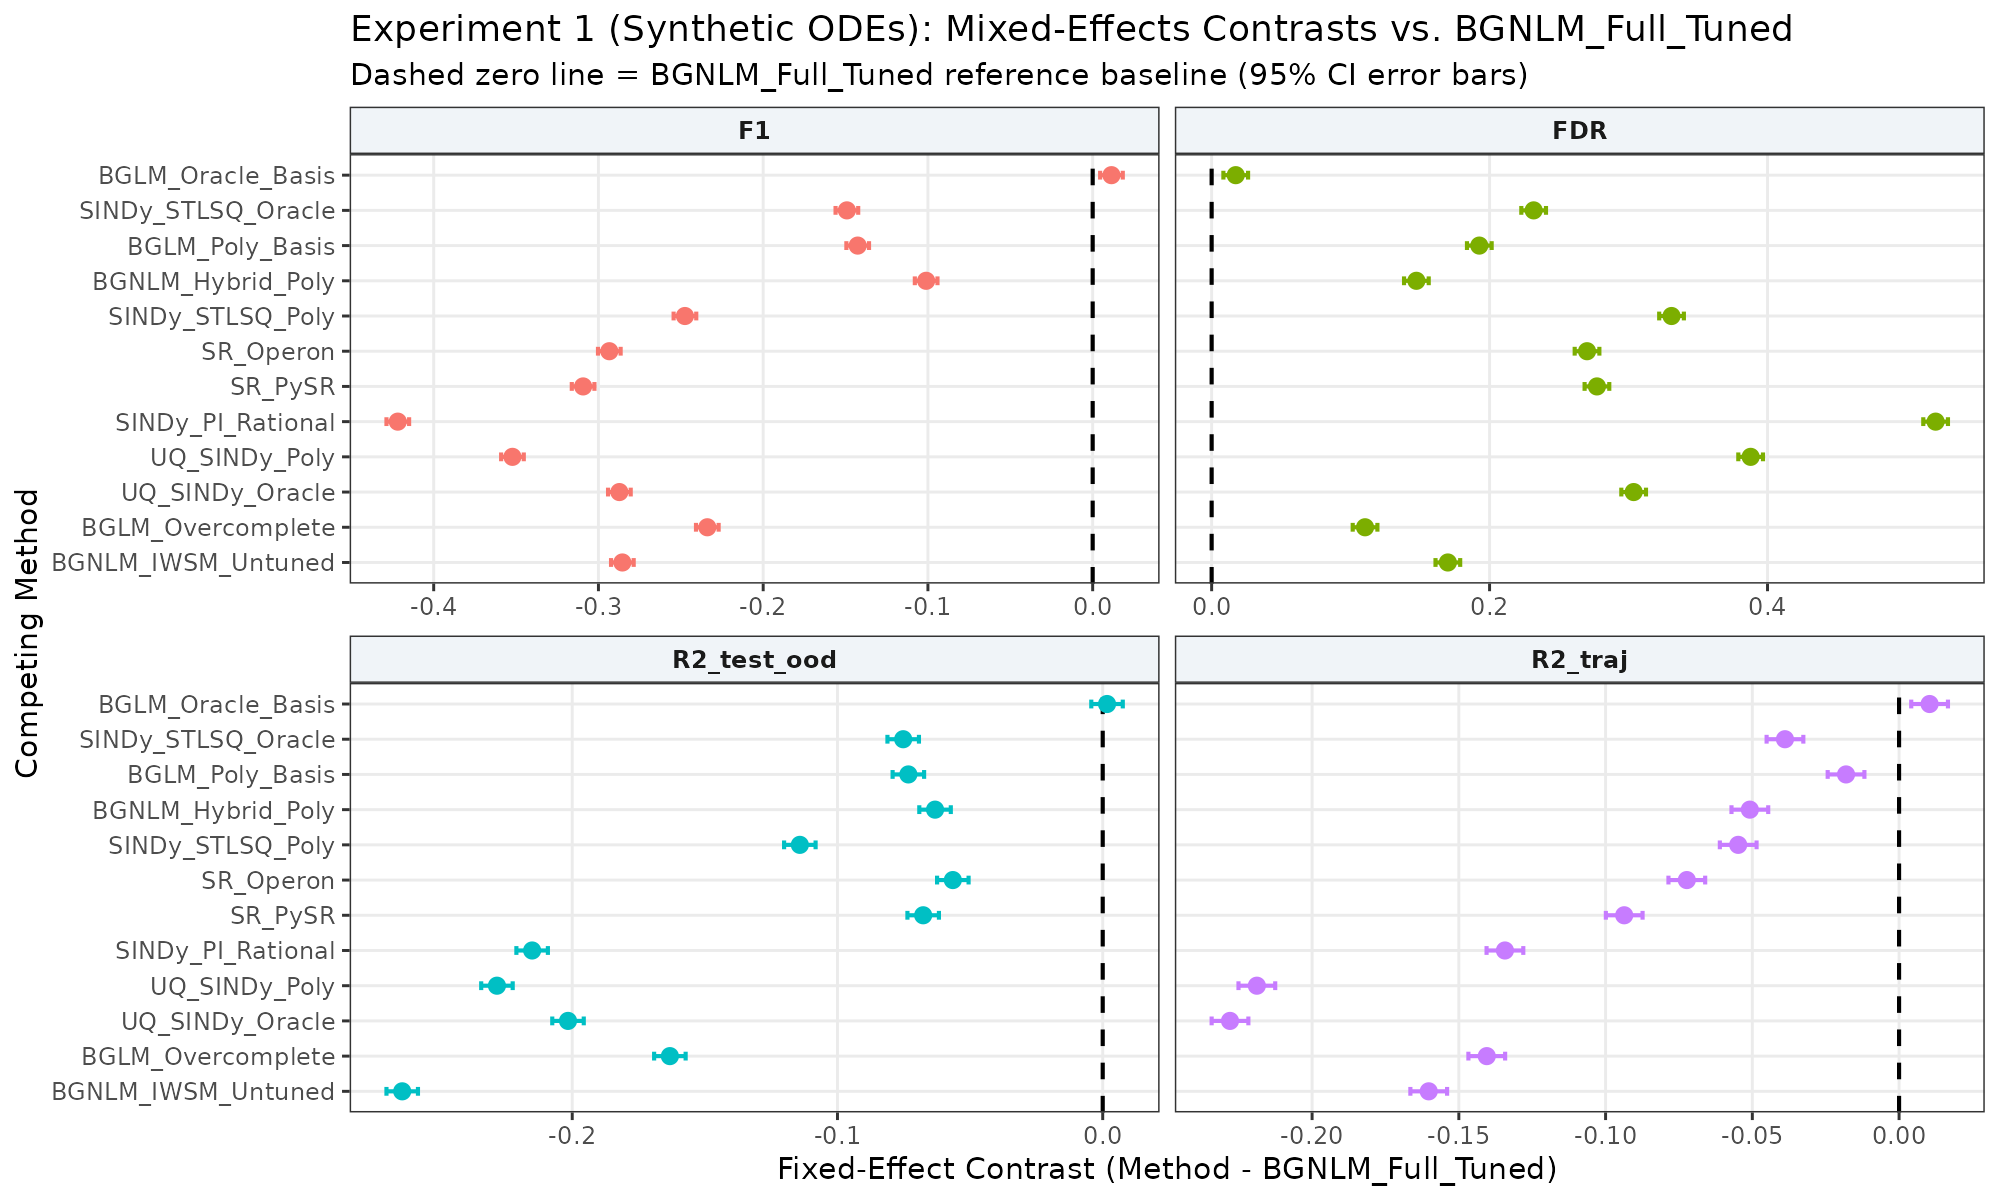 Experiment 1 (Synthetic ODEs): Mixed-Effects Contrasts vs. BGNLM_Full_Tuned
Dashed zero line = BGNLM_Full_Tuned reference baseline (95% CI error bars)
F1
FDR
BGLM_Oracle_Basis
SINDy_STLSQ_Oracle
BGLM_Poly_Basis
BGNLM_Hybrid_Poly
SINDy_STLSQ_Poly
SR_Operon
SR_PySR
SINDy_PI_Rational
UQ_SINDy_Poly
UQ_SINDy_Oracle
BGLM_Overcomplete
BGNLM_IWSM_Untuned
-0.4 -0.3 -0.2 -0.1 0.0
0.0 0.2 0.4
R2_test_ood
R2_traj
BGLM_Oracle_Basis
SINDy_STLSQ_Oracle
BGLM_Poly_Basis
BGNLM_Hybrid_Poly
SINDy_STLSQ_Poly
SR_Operon
SR_PySR
SINDy_PI_Rational
UQ_SINDy_Poly
UQ_SINDy_Oracle
BGLM_Overcomplete
BGNLM_IWSM_Untuned
-0.2 -0.1 0.0
-0.20 -0.15 -0.10 -0.05 0.00
Competing Method
Fixed-Effect Contrast (Method - BGNLM_Full_Tuned)